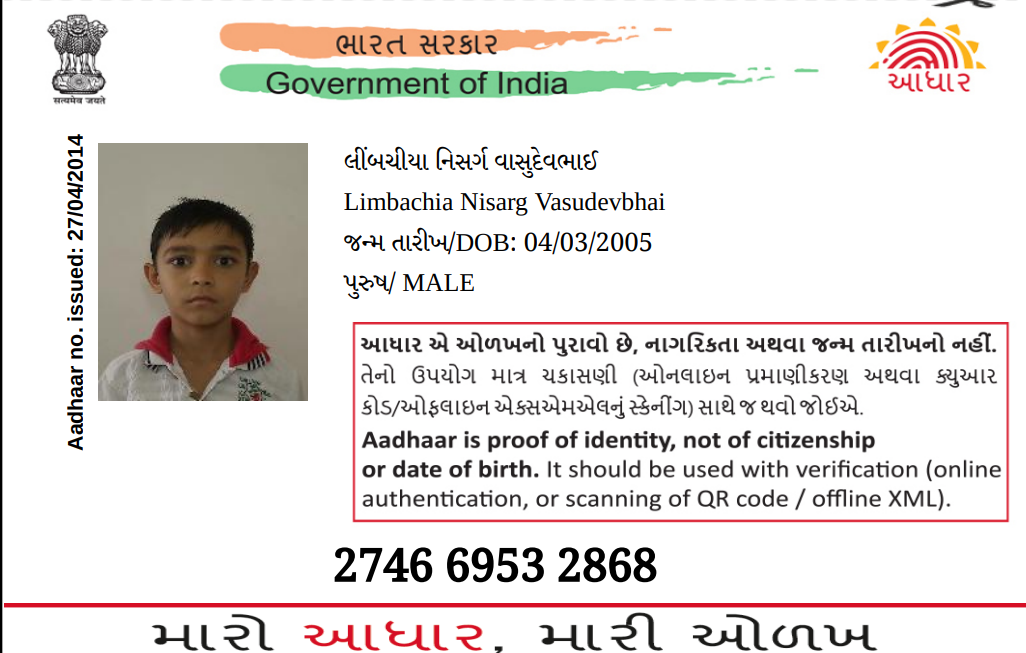 ભારત સરકાર
Government of India
सत्यमेव जयते
આધાર
Aadhaar no. issued: 27/04/2014
લીંબચીયા નિસર્ગ વાસુદેવભાઈ
Limbachia Nisarg Vasudevbhai
જન્મ તારીખ/DOB: 04/03/2005
પુરુષ/ MALE
આધાર એ ઓળખનો પુરાવો છે, નાગરિકતા અથવા જન્મ તારીખનો નહીં.
તેનો ઉપયોગ માત્ર ચકાસણી (ઓનલાઇન પ્રમાણીકરણ અથવા ક્યુઆર
કોડ/ઓફલાઇન એક્સએમએલનું સ્કેનીંગ) સાથે જ થવો જોઈએ.
Aadhaar is proof of identity, not of citizenship
or date of birth. It should be used with verification (online
authentication, or scanning of QR code / offline XML).
2746 6953 2868
મારો આધાર, મારી ઓળખ